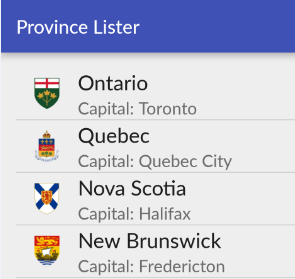 Province Lister
Ontario
Capital: Toronto
Quebec
Capital: Quebec City
Nova Scotia
Capital: Halifax
New Brunswick
Capital: Fredericton